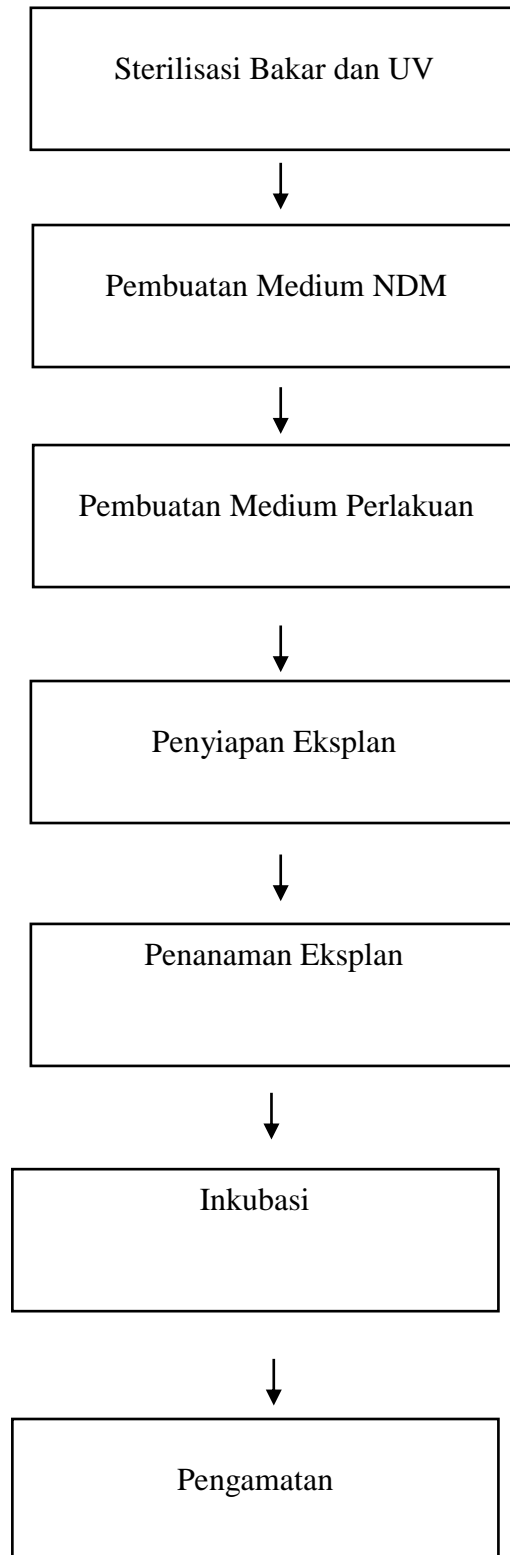 Sterilisasi Bakar dan UV
Pembuatan Medium NDM
Pembuatan Medium Perlakuan
Penyiapan Eksplan
Penanaman Eksplan
Inkubasi
Pengamatan